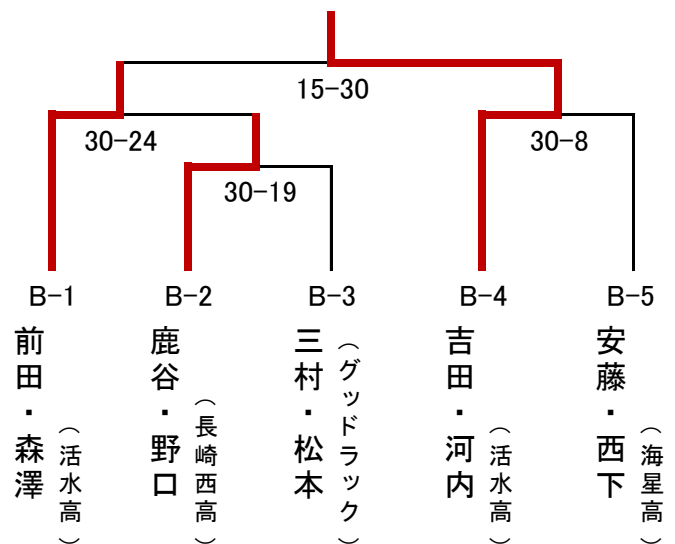 15-30
30-24
30-8
30-19
B-1
B-2
B-3
B-4
B-5
前田・森澤
（活水高）
鹿谷・野口
（長崎西高）
三村・松本
（グッドラック）
吉田・河内
（活水高）
安藤・西下
（海星高）